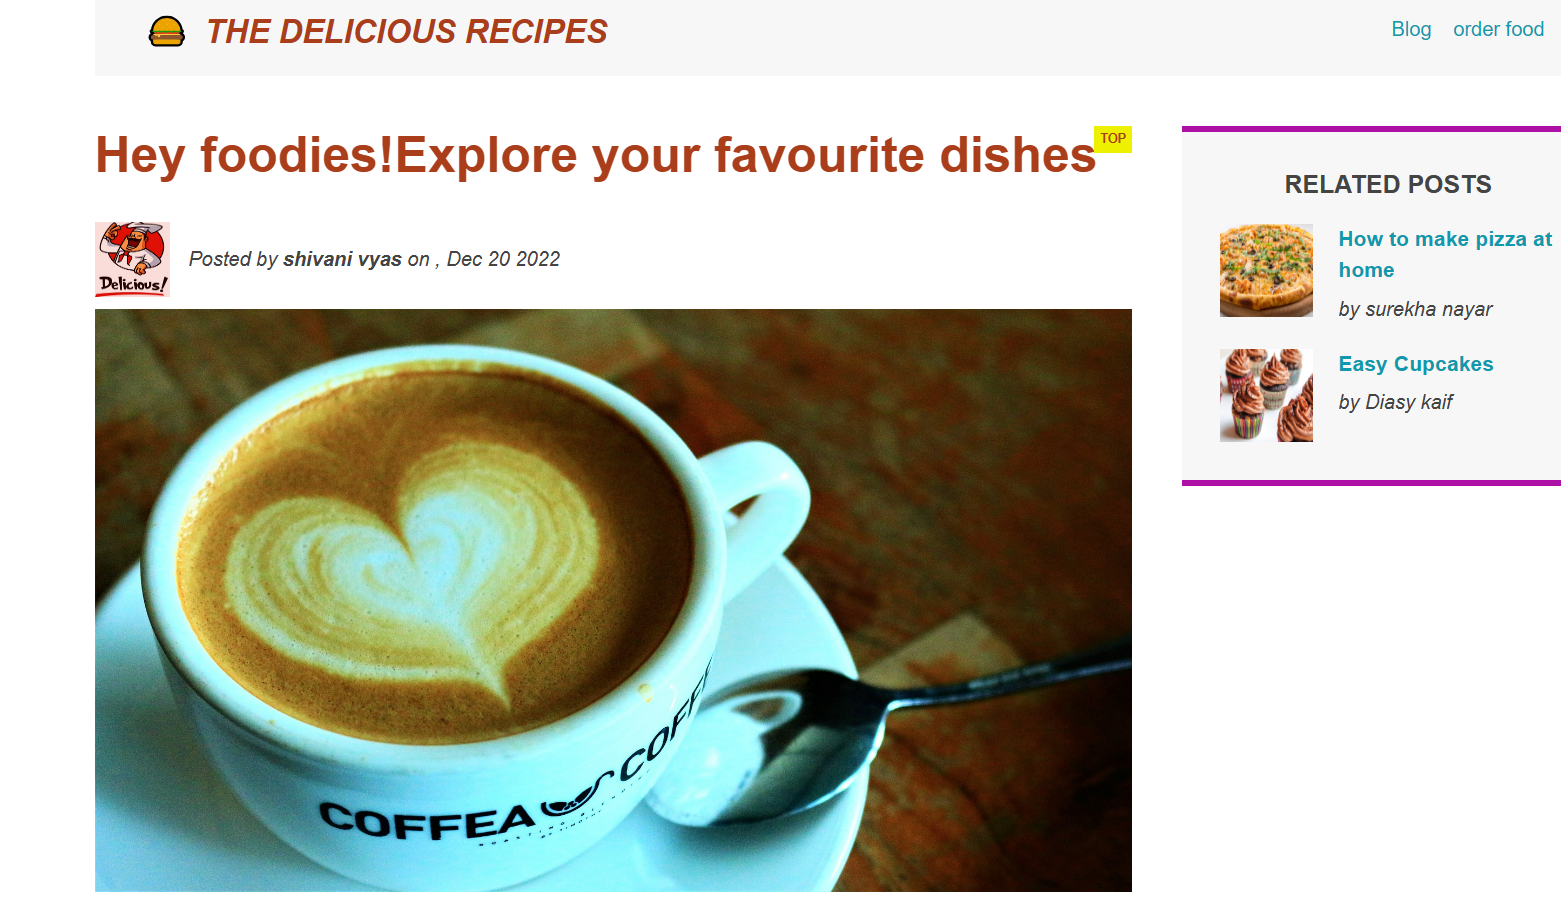 THE DELICIOUS RECIPES
Blog order food
Hey foodies!Explore your favourite dishes
TOP
Delicious!
Posted by shivani vyas on , Dec 20 2022
COFFEA COFF
RELATED POSTS
How to make pizza at
home
by surekha nayar
Easy Cupcakes
by Diasy kaif